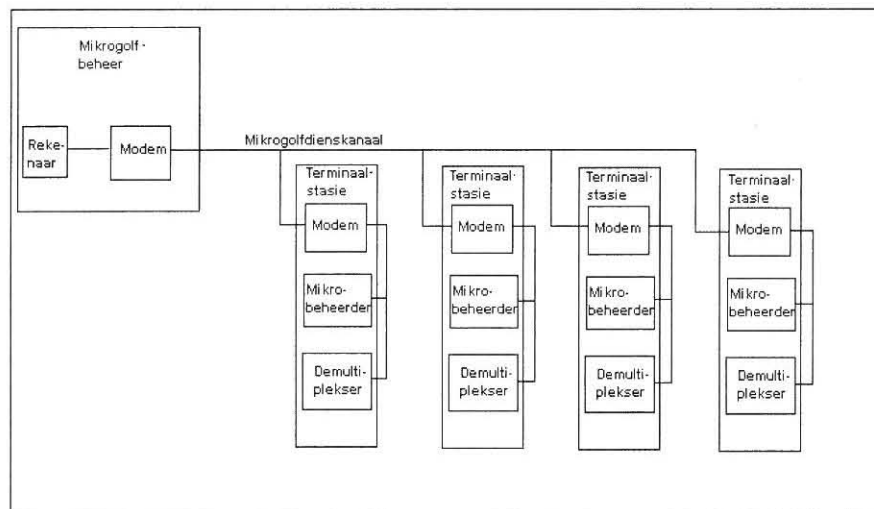 Mikrogolf-
beheer
Reke-
naar
Modem
Mikrogolfdienskanaal
Terminaal-
stasie
Modem
Mikro-
beheerder
Demulti-
plekser
Terminaal-
stasie
Modem
Mikro-
beheerder
Demulti-
plekser
Terminaal-
stasie
Modem
Mikro-
beheerder
Demulti-
plekser
Terminaal-
stasie
Modem
Mikro-
beheerder
Demulti-
plekser